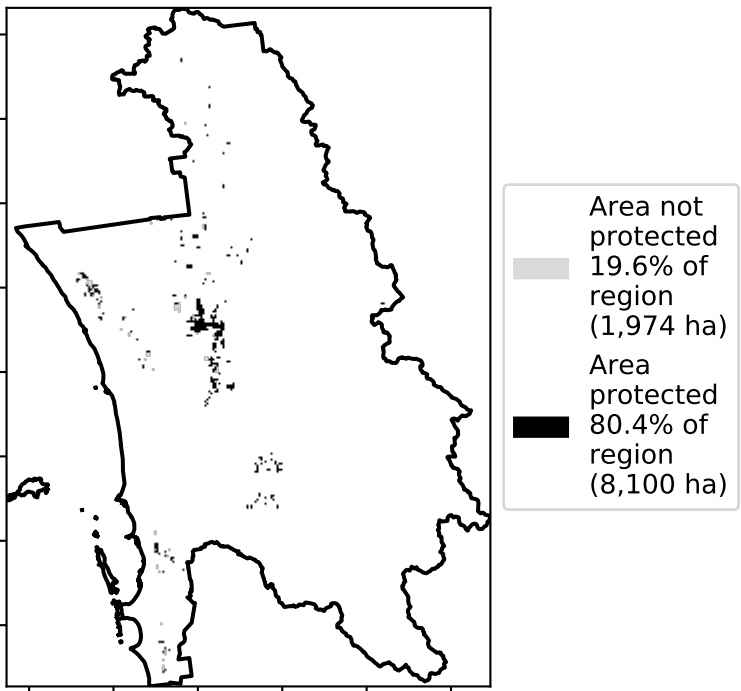 Area not
protected
19.6% of
region
(1,974 ha)
Area
protected
80.4% of
region
(8,100 ha)